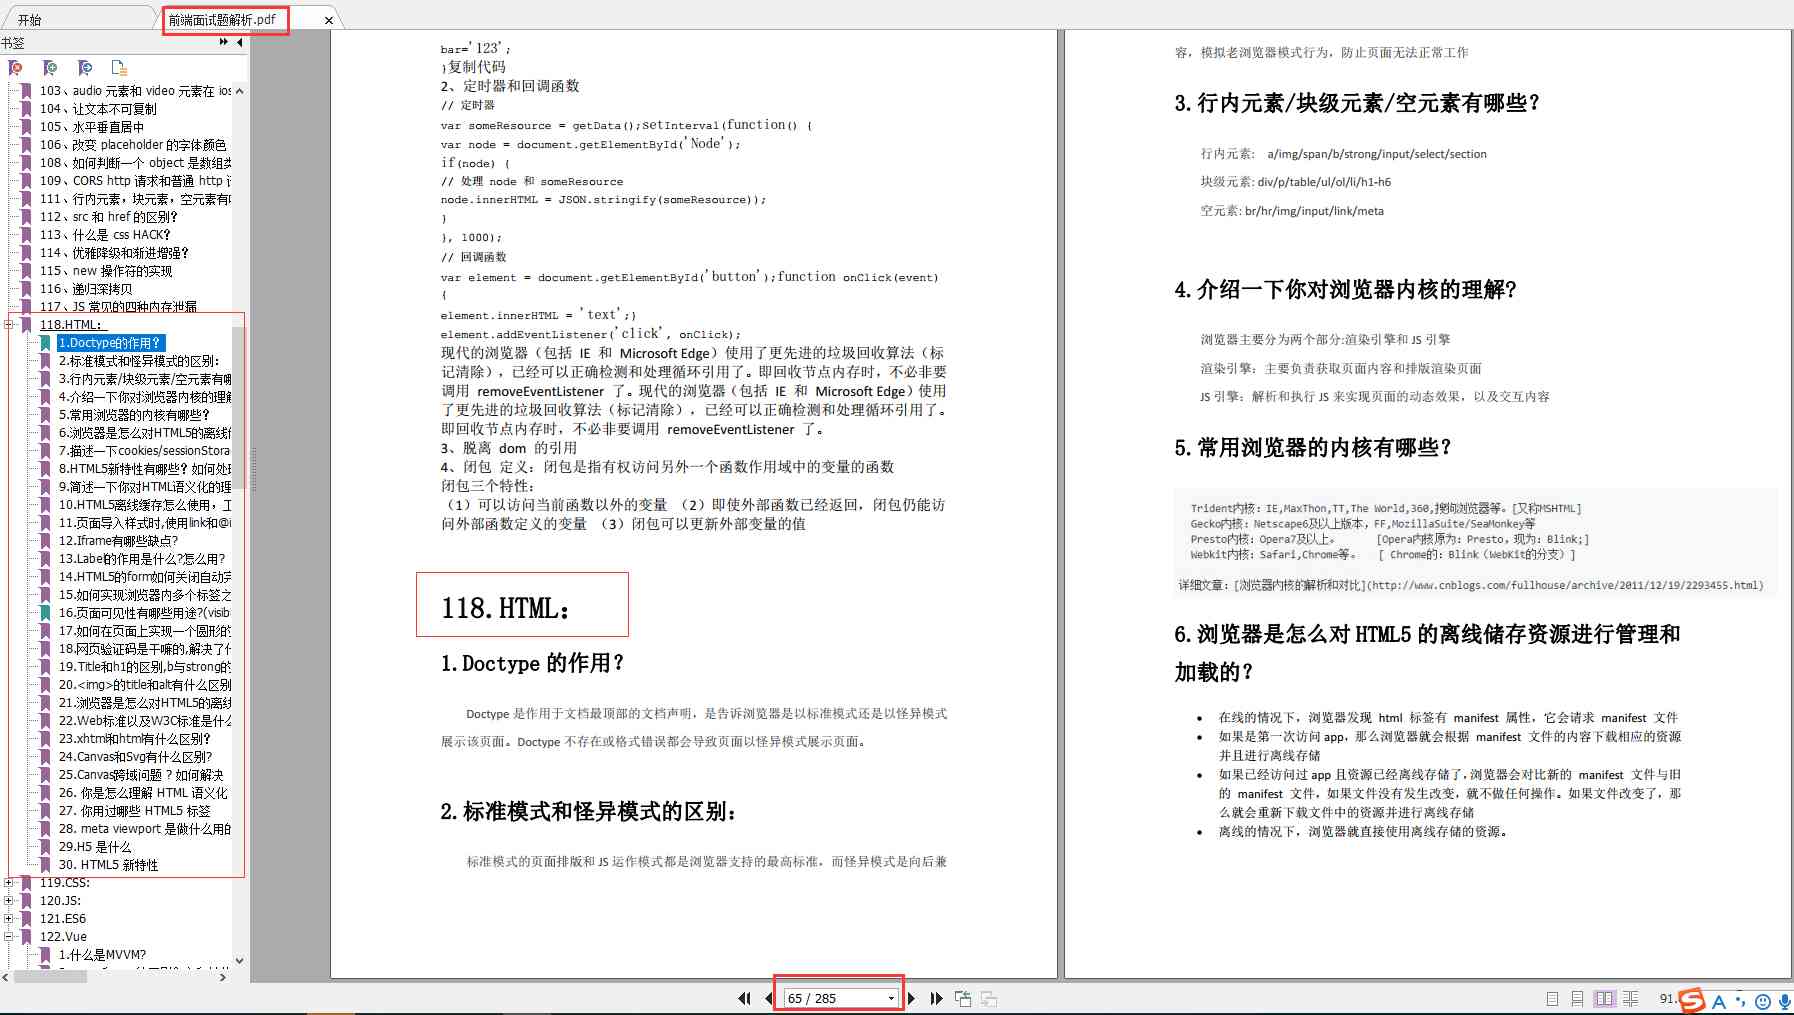 开始
前端面试题解析.pdf
书签
103、audio 元素和 video 元素在 ios
104、让文本不可复制
105、水平垂直居中
106、改变 placeholder 的字体颜色
108、如何判断一个 object 是数组类
109、CORS http 请求和普通 http
111、行内元素，块元素，空元素有
112、src 和 href 的区别?
113、什么是 css HACK?
114、优雅降级和渐进增强?
115、new 操作符的实现
116、递归深拷贝
117、JS 常见的四种内存泄漏
118.HTML:
1.Doctype的作用?
2.标准模式和怪异模式的区别:
3.行内元素/块级元素/空元素有哪
4.介绍一下你对浏览器内核的理解
5.常用浏览器的内核有哪些?
6.浏览器是怎么对HTML5的离线
7.描述一下cookies/sessionStora
8.HTML5新特性有哪些? 如何处
9.简述一下你对HTML语义化的理
10.HTML5离线缓存怎么使用，工
11.页面导入样式时,使用link和@i
12.Iframe有哪些缺点?
13.Label的作用是什么?怎么用?
14.HTML5的form如何关闭自动完
15.如何实现浏览器内多个标签之
16.页面可见性有哪些用途?(visib
17.如何在页面上实现一个圆形的
18.网页验证码是干嘛的,解决了什
19.Title和h1的区别,b与strong的
20.<img>的title和alt有什么区别
21.浏览器是怎么对HTML5的离线
22.Web标准以及W3C标准是什么
23.xhtml和html有什么区别?
24.Canvas和Svg有什么区别?
25.Canvas跨域问题？如何解决
26. 你是怎么理解 HTML 语义化
27. 你用过哪些 HTML5 标签
28. meta viewport 是做什么用的
29.H5 是什么
30. HTML5 新特性
119.CSS:
120.JS:
121.ES6
122.Vue
1.什么是MVVM?
bar='123';
}复制代码
2、定时器和回调函数
// 定时器
var someResource = getData();setInterval(function() {
var node = document.getElementById('Node');
if(node) {
// 处理 node 和 someResource
node.innerHTML = JSON.stringify(someResource));
}
}, 1000);
// 回调函数
var element = document.getElementById('button');function onClick(event)
{
element.innerHTML = 'text';}
element.addEventListener('click', onClick);
现代的浏览器（包括 IE 和 Microsoft Edge）使用了更先进的垃圾回收算法（标
记清除），已经可以正确检测和处理循环引用了。即回收节点内存时，不必非要
调用 removeEventListener 了。现代的浏览器（包括 IE 和 Microsoft Edge）使用
了更先进的垃圾回收算法（标记清除），已经可以正确检测和处理循环引用了。
即回收节点内存时，不必非要调用 removeEventListener 了。
3、脱离 dom 的引用
4、闭包 定义：闭包是指有权访问另外一个函数作用域中的变量的函数
闭包三个特性：
（1）可以访问当前函数以外的变量 （2）即使外部函数已经返回，闭包仍能访
问外部函数定义的变量 （3）闭包可以更新外部变量的值
118.HTML:
1.Doctype 的作用?
Doctype 是作用于文档最顶部的文档声明，是告诉浏览器是以标准模式还是以怪异模式
展示该页面。Doctype 不存在或格式错误都会导致页面以怪异模式展示页面。
2.标准模式和怪异模式的区别:
标准模式的页面排版和 JS 运作模式都是浏览器支持的最高标准，而怪异模式是向后兼
容，模拟老浏览器模式行为，防止页面无法正常工作
3.行内元素/块级元素/空元素有哪些?
行内元素: a/img/span/b/strong/input/select/section
块级元素: div/p/table/ul/ol/li/h1-h6
空元素: br/hr/img/input/link/meta
4.介绍一下你对浏览器内核的理解?
浏览器主要分为两个部分:渲染引擎和 JS 引擎
渲染引擎：主要负责获取页面内容和排版渲染页面
JS 引擎：解析和执行 JS 来实现页面的动态效果，以及交互内容
5.常用浏览器的内核有哪些?
Trident内核：IE,MaxThon,TT,The World,360,搜狗浏览器等。[又称MSHTML]
Gecko内核：Netscape6及以上版本，FF,MozillaSuite/SeaMonkey等
Presto内核：Opera7及以上。 [Opera内核原为：Presto，现为：Blink;]
Webkit内核：Safari,Chrome等。 [ Chrome的：Blink（WebKit的分支）]
详细文章：[浏览器内核的解析和对比](http://www.cnblogs.com/fullhouse/archive/2011/12/19/2293455.html)
6.浏览器是怎么对 HTML5 的离线储存资源进行管理和
加载的?
• 在线的情况下，浏览器发现 html 标签有 manifest 属性，它会请求 manifest 文件
• 如果是第一次访问 app，那么浏览器就会根据 manifest 文件的内容下载相应的资源
并且进行离线存储
• 如果已经访问过 app 且资源已经离线存储了，浏览器会对比新的 manifest 文件与旧
的 manifest 文件，如果文件没有发生改变，就不做任何操作。如果文件改变了，那
么就会重新下载文件中的资源并进行离线存储
• 离线的情况下，浏览器就直接使用离线存储的资源。
65 / 285
91.